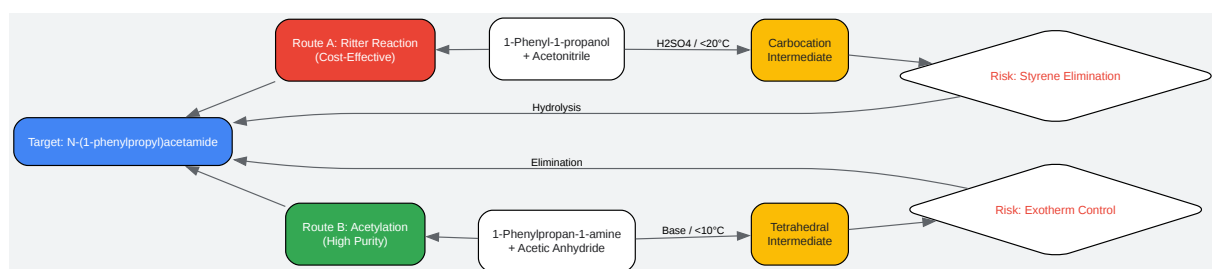 Route A: Ritter Reaction
(Cost-Effective)
1-Phenyl-1-propanol
+ Acetonitrile
H2SO4 / <20°C
Carbocation
Intermediate
Risk: Styrene Elimination
Hydrolysis
Target: N-(1-phenylpropyl)acetamide
Elimination
Route B: Acetylation
(High Purity)
1-Phenylpropan-1-amine
+ Acetic Anhydride
Base / <10°C
Tetrahedral
Intermediate
Risk: Exotherm Control